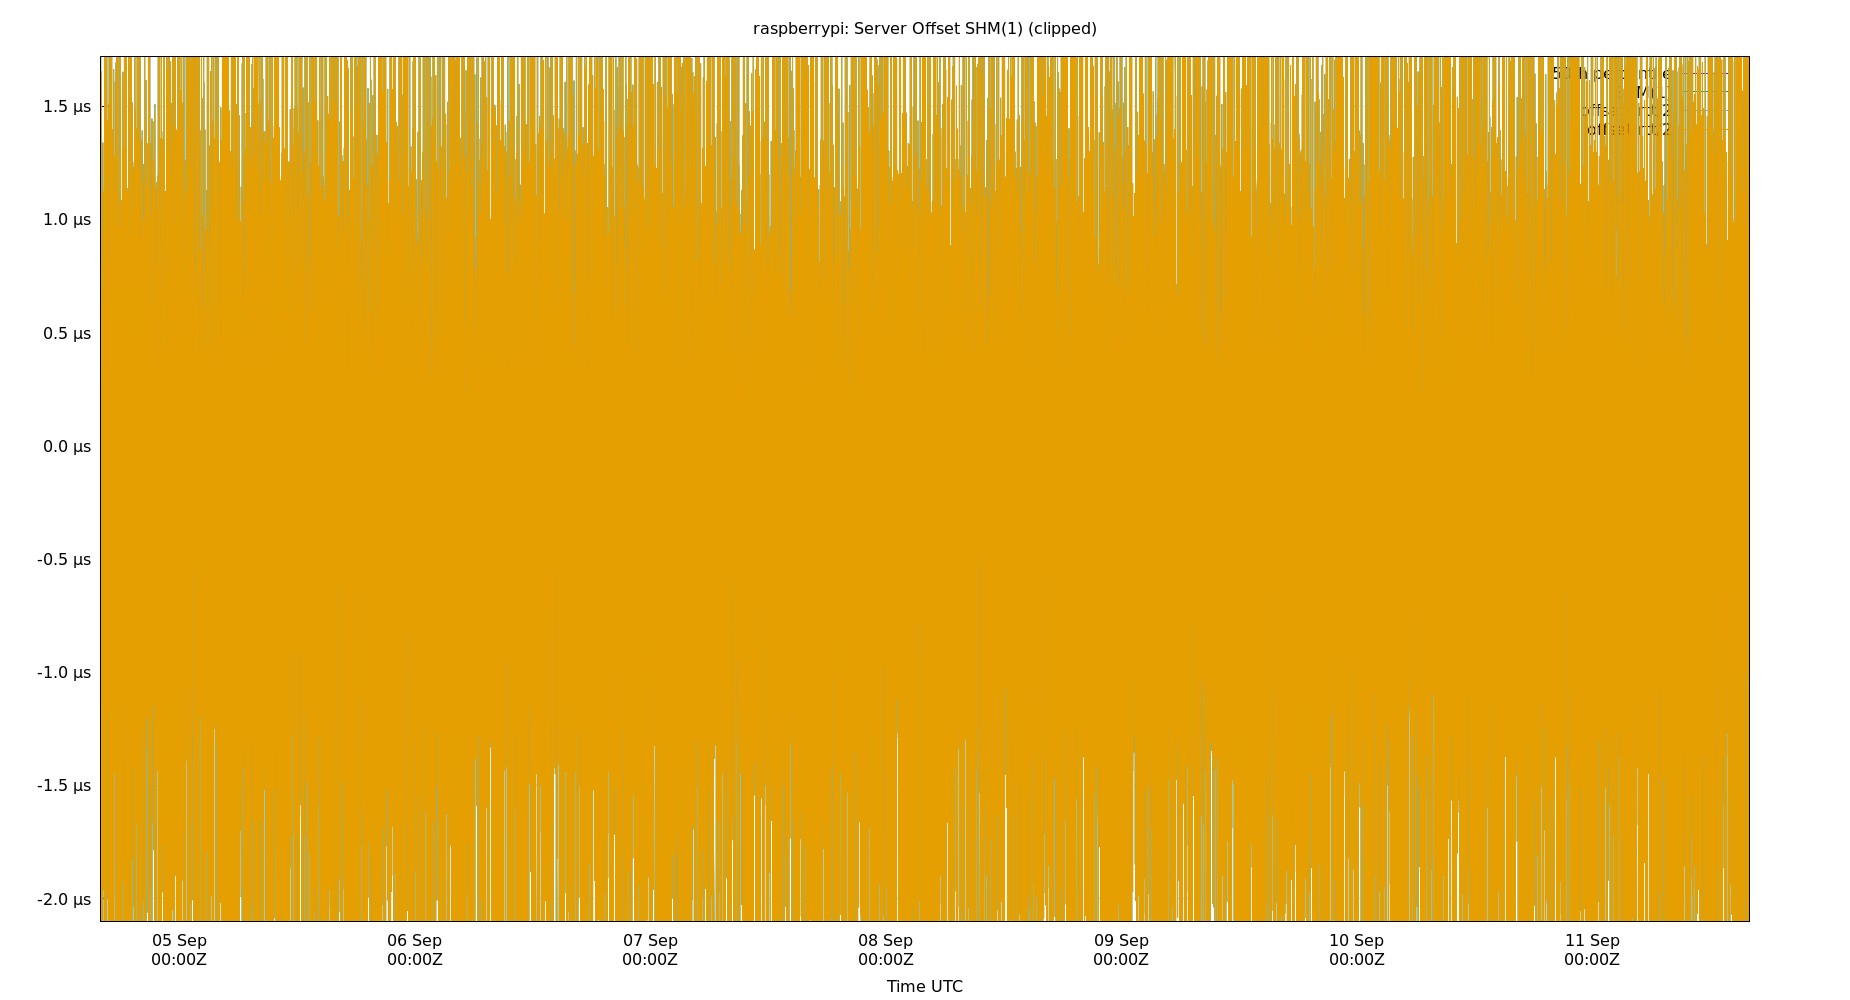 raspberrypi: Server Offset SHM(1) (clipped)
1.5 µs
1.0 µs
0.5 µs
0.0 µs
-0.5 µs
-1.0 µs
-1.5 µs
-2.0 µs
05 Sep 06 Sep 07 Sep 08 Sep 09 Sep 10 Sep 11 Sep
00:00Z 00:00Z 00:00Z 00:00Z 00:00Z 00:00Z 00:00Z
Time UTC